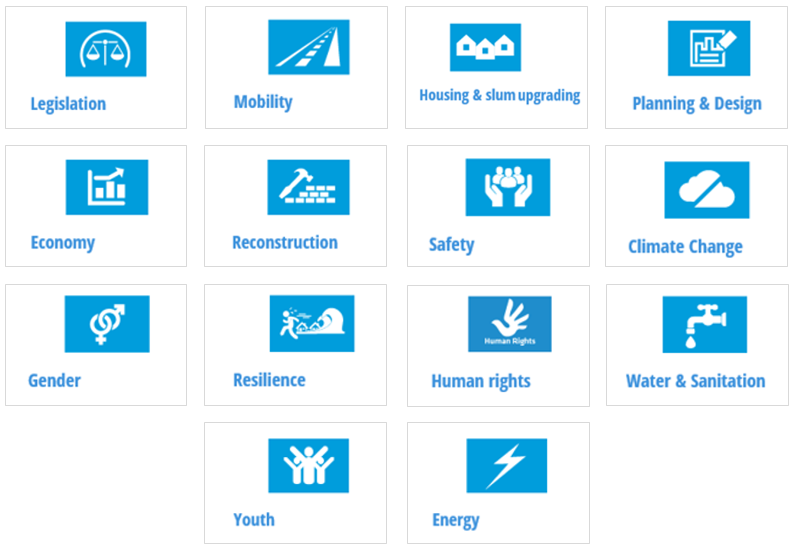 Legislation
Mobility
Housing & slum upgrading
Planning & Design
Economy
Reconstruction
Safety
Climate Change
Gender
Resilience
Human Rights
Human rights
Water & Sanitation
Youth
Energy